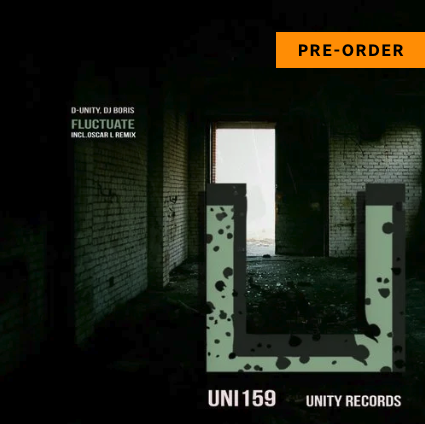 PRE-ORDER
D-UNITY, DJ BORIS
FLUCTUATE
INCL.OSCAR L REMIX
UNI159
UNITY RECORDS